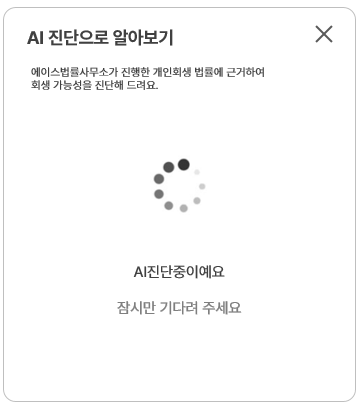 AI 진단으로 알아보기
에이스법률사무소가 진행한 개인회생 법률에 근거하여
회생 가능성을 진단해 드려요.
AI진단중이에요
잠시만 기다려 주세요